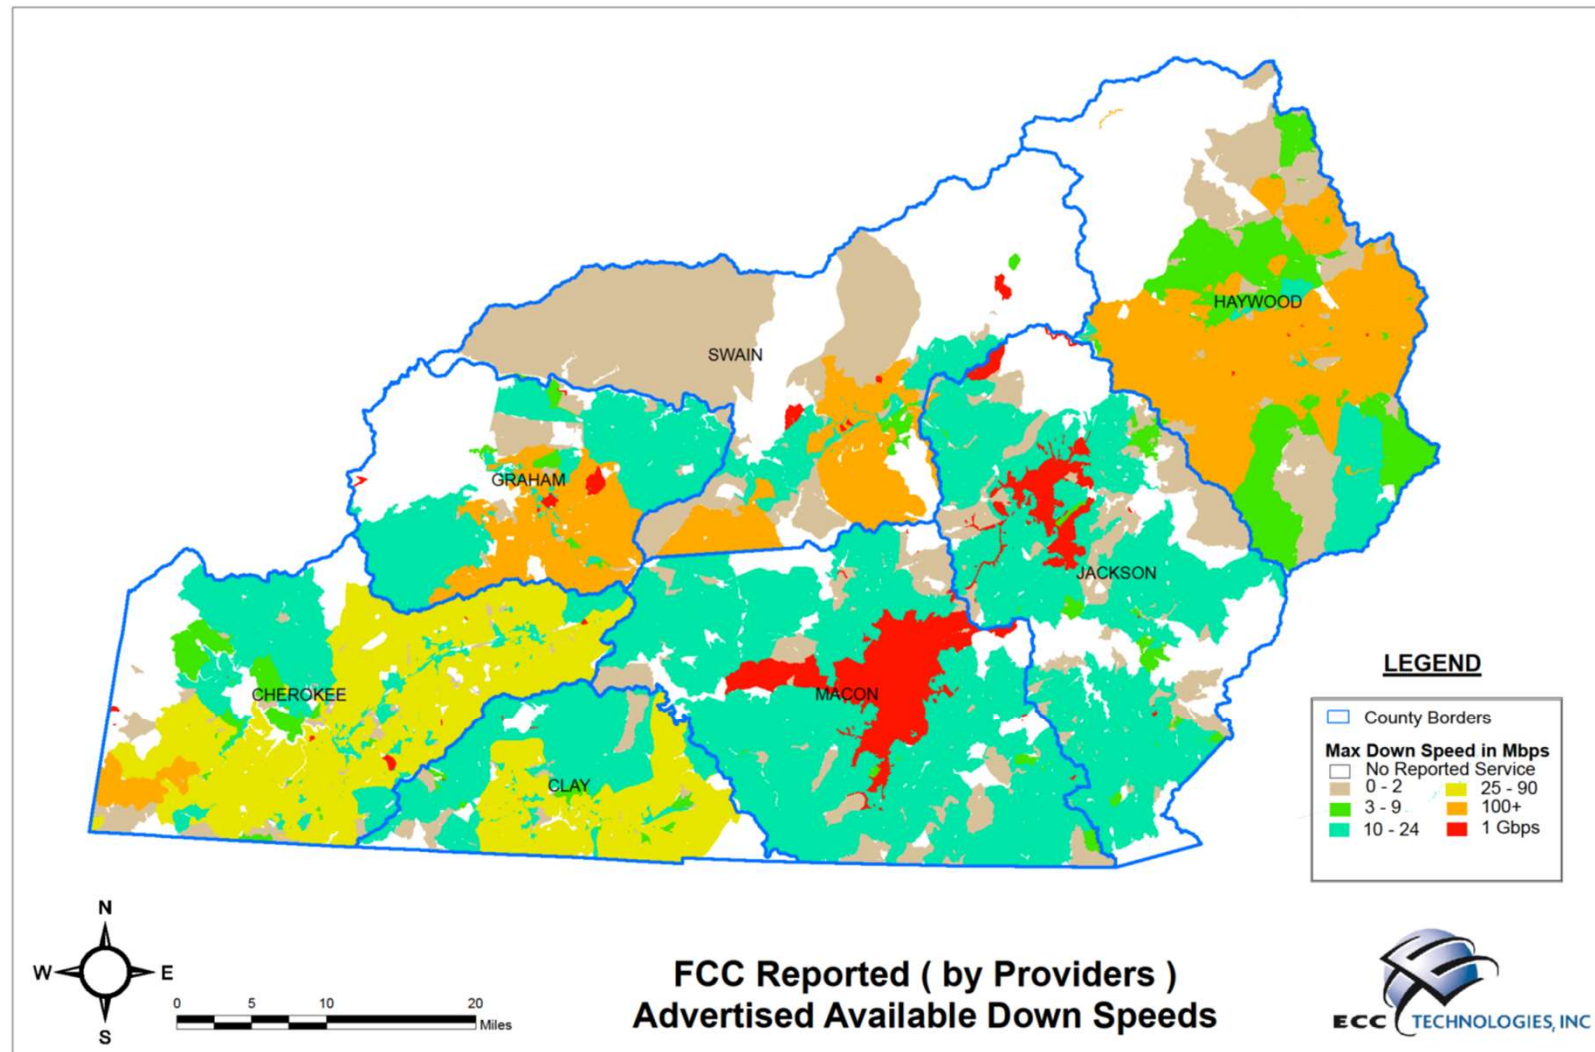 HAYWOOD
SWAIN
GRAHAM
JACKSON
CHEROKEE
MACON
CLAY
LEGEND
County Borders
Max Down Speed in Mbps
No Reported Service
0 - 2
25 - 90
3 - 9
100+
10 - 24
1 Gbps
N
W
E
S
0 5 10 20
Miles
FCC Reported ( by Providers )
Advertised Available Down Speeds
ECC TECHNOLOGIES, INC